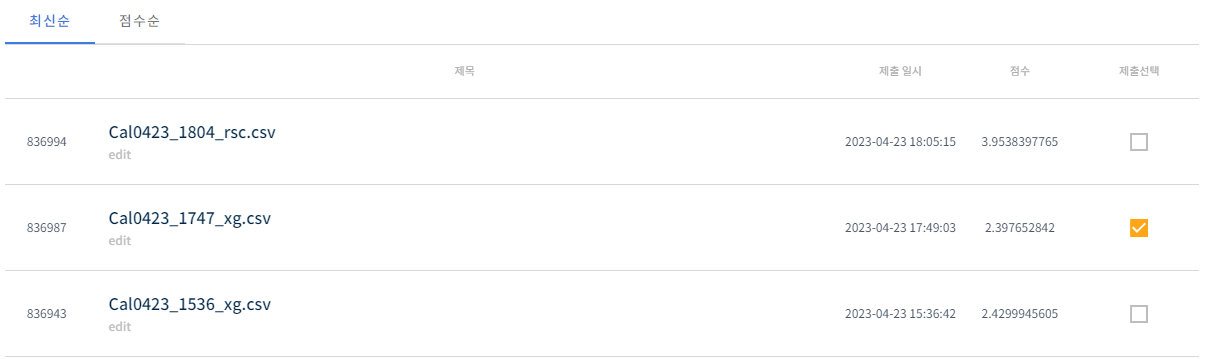 최신순 점수순
제목 제출 일시 점수 제출선택
836994 Cal0423_1804_rsc.csv 2023-04-23 18:05:15 3.9538397765
edit
836987 Cal0423_1747_xg.csv 2023-04-23 17:49:03 2.397652842
edit
836943 Cal0423_1536_xg.csv 2023-04-23 15:36:42 2.4299945605
edit